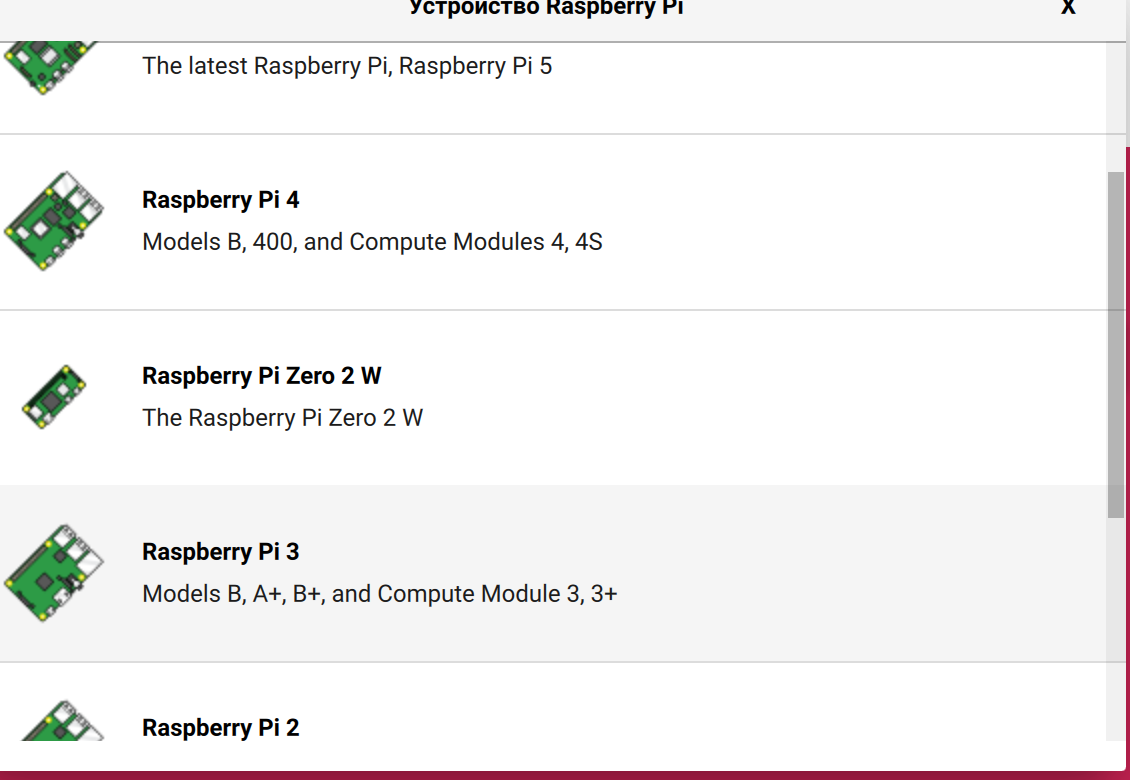 Устройство Raspberry Pi
X
The latest Raspberry Pi, Raspberry Pi 5
Raspberry Pi 4
Models B, 400, and Compute Modules 4, 4S
Raspberry Pi Zero 2 W
The Raspberry Pi Zero 2 W
Raspberry Pi 3
Models B, A+, B+, and Compute Module 3, 3+
Raspberry Pi 2